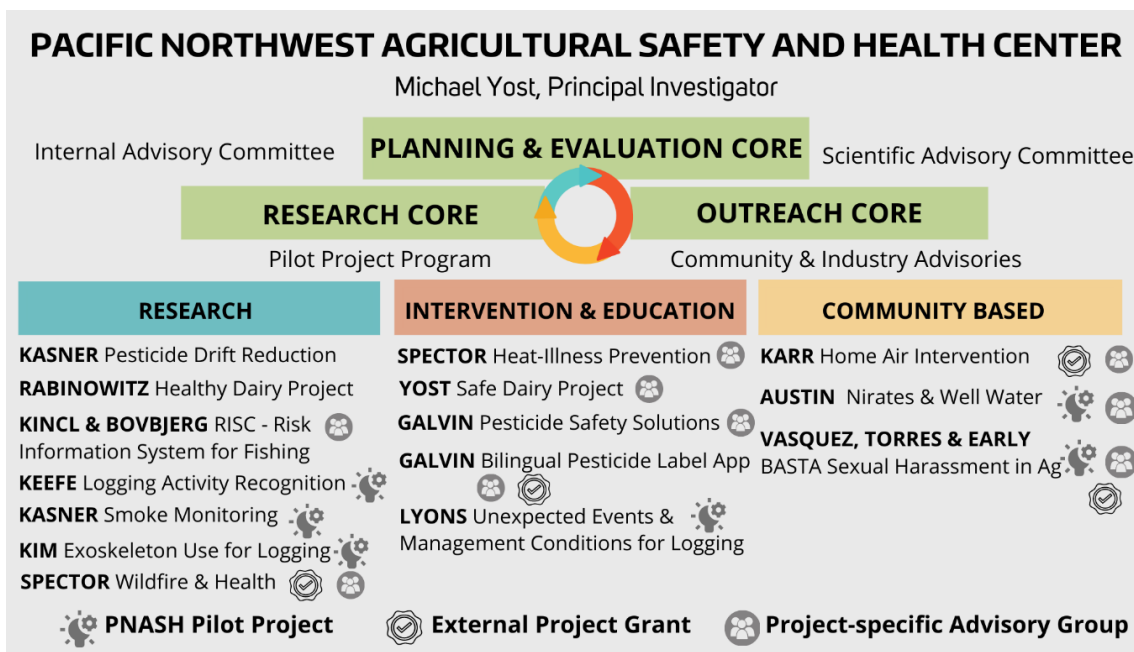 PACIFIC NORTHWEST AGRICULTURAL SAFETY AND HEALTH CENTER
Michael Yost, Principal Investigator
Internal Advisory Committee
PLANNING & EVALUATION CORE
Scientific Advisory Committee
RESEARCH CORE
OUTREACH CORE
Pilot Project Program
Community & Industry Advisories
RESEARCH
KASNER Pesticide Drift Reduction
RABINOWITZ Healthy Dairy Project
KINCL & BOVBJERG RISC - Risk
Information System for Fishing
KEEFE Logging Activity Recognition
KASNER Smoke Monitoring
KIM Exoskeleton Use for Logging
SPECTOR Wildfire & Health
INTERVENTION & EDUCATION
SPECTOR Heat-Illness Prevention
YOST Safe Dairy Project
GALVIN Pesticide Safety Solutions
GALVIN Bilingual Pesticide Label App
LYONS Unexpected Events &
Management Conditions for Logging
COMMUNITY BASED
KARR Home Air Intervention
AUSTIN Nirates & Well Water
VASQUEZ, TORRES & EARLY
BASTA Sexual Harassment in Ag
PNASH Pilot Project
External Project Grant
Project-specific Advisory Group